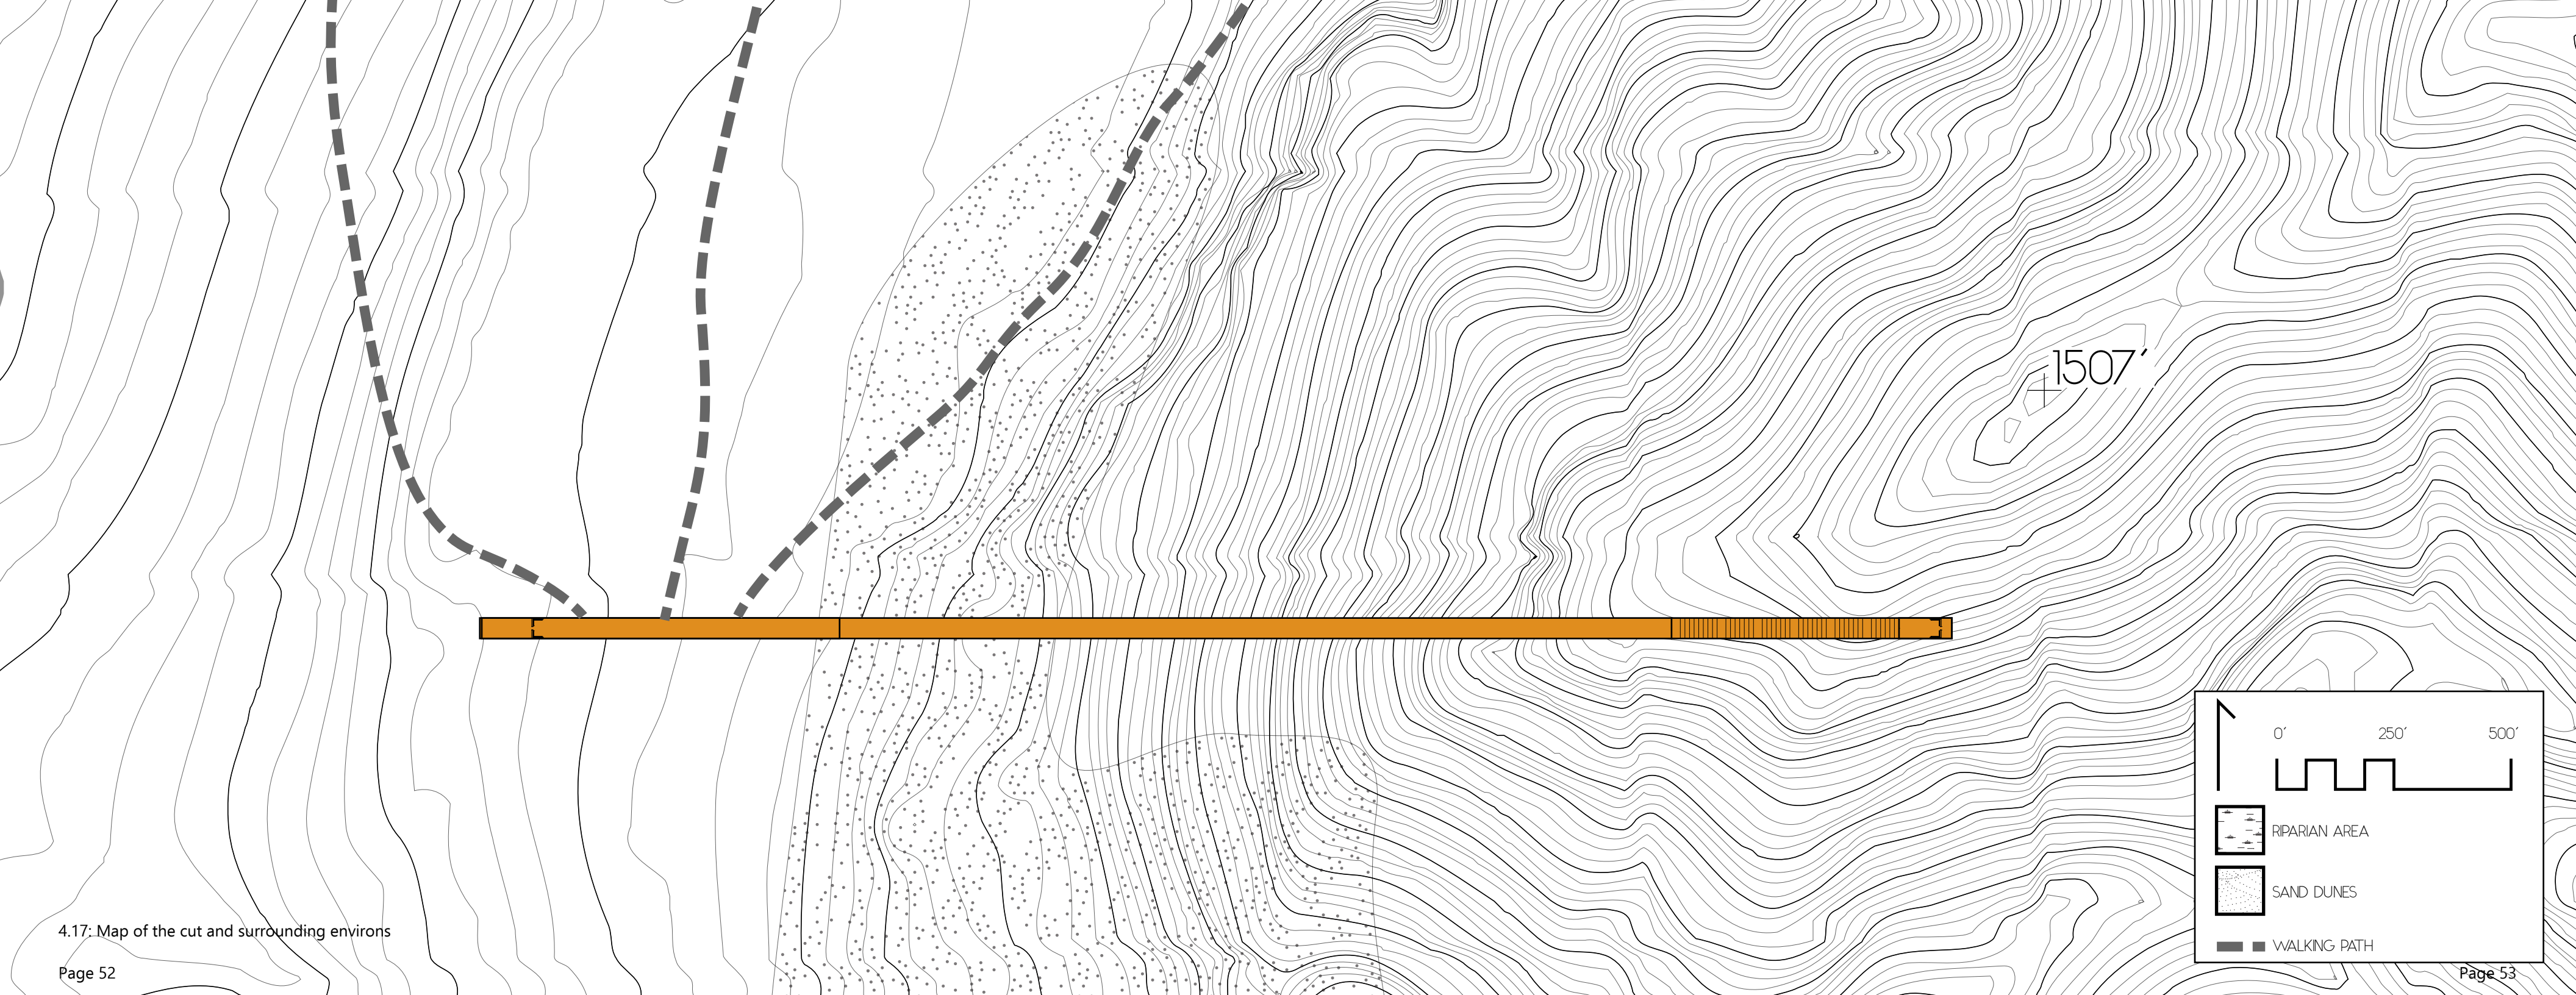 1507′
0′ 250′ 500′
RIPARIAN AREA
SAND DUNES
WALKING PATH
4.17: Map of the cut and surrounding environs
Page 52
Page 53